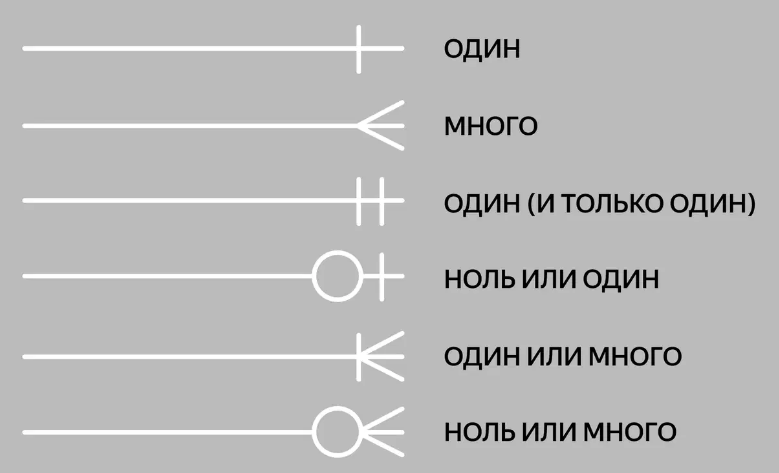 ОДИН
МНОГО
ОДИН (И ТОЛЬКО ОДИН)
НОЛЬ ИЛИ ОДИН
ОДИН ИЛИ МНОГО
НОЛЬ ИЛИ МНОГО